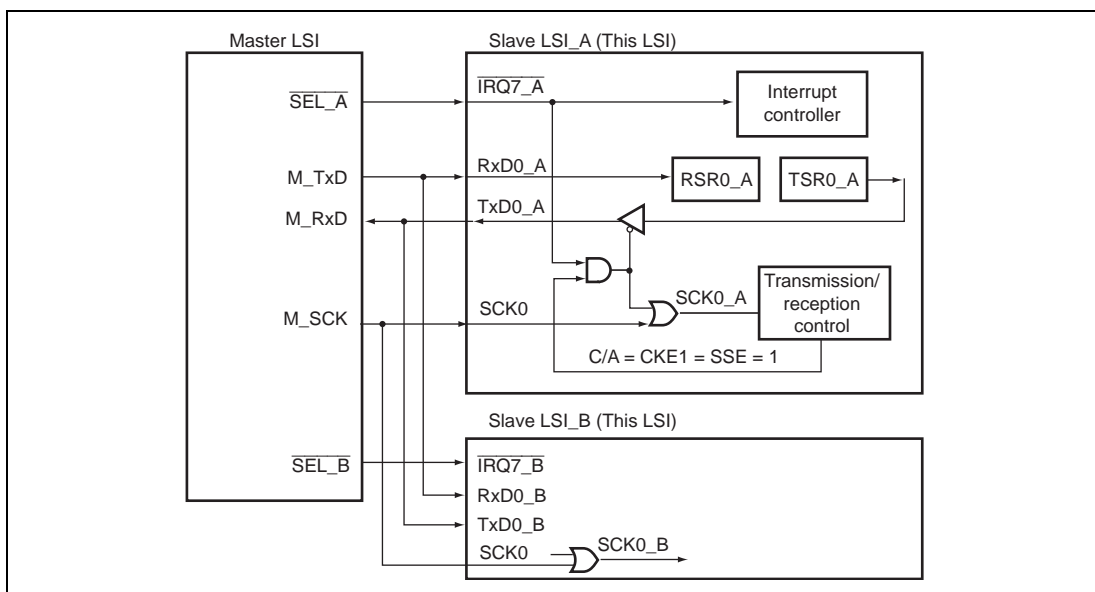 Master LSI
Slave LSI_A (This LSI)
SEL_A
IRQ7_A
Interrupt
controller
M_TxD
RxD0_A
RSR0_A
TSR0_A
M_RxD
TxD0_A
M_SCK
SCK0
SCK0_A
Transmission/
reception
control
C/A = CKE1 = SSE = 1
Slave LSI_B (This LSI)
SEL_B
IRQ7_B
RxD0_B
TxD0_B
SCK0
SCK0_B